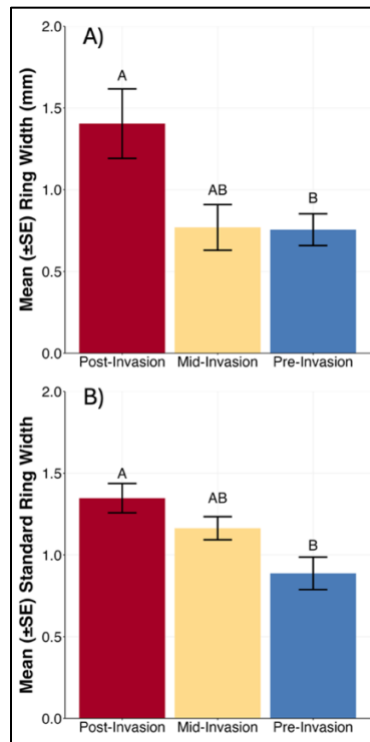 A)
Mean (±SE) Ring Width (mm)
2.0
1.5
1.0
0.5
0.0
A
AB
B
Post-Invasion Mid-Invasion Pre-Invasion
B)
Mean (±SE) Standard Ring Width
2.0
1.5
1.0
0.5
0.0
A
AB
B
Post-Invasion Mid-Invasion Pre-Invasion